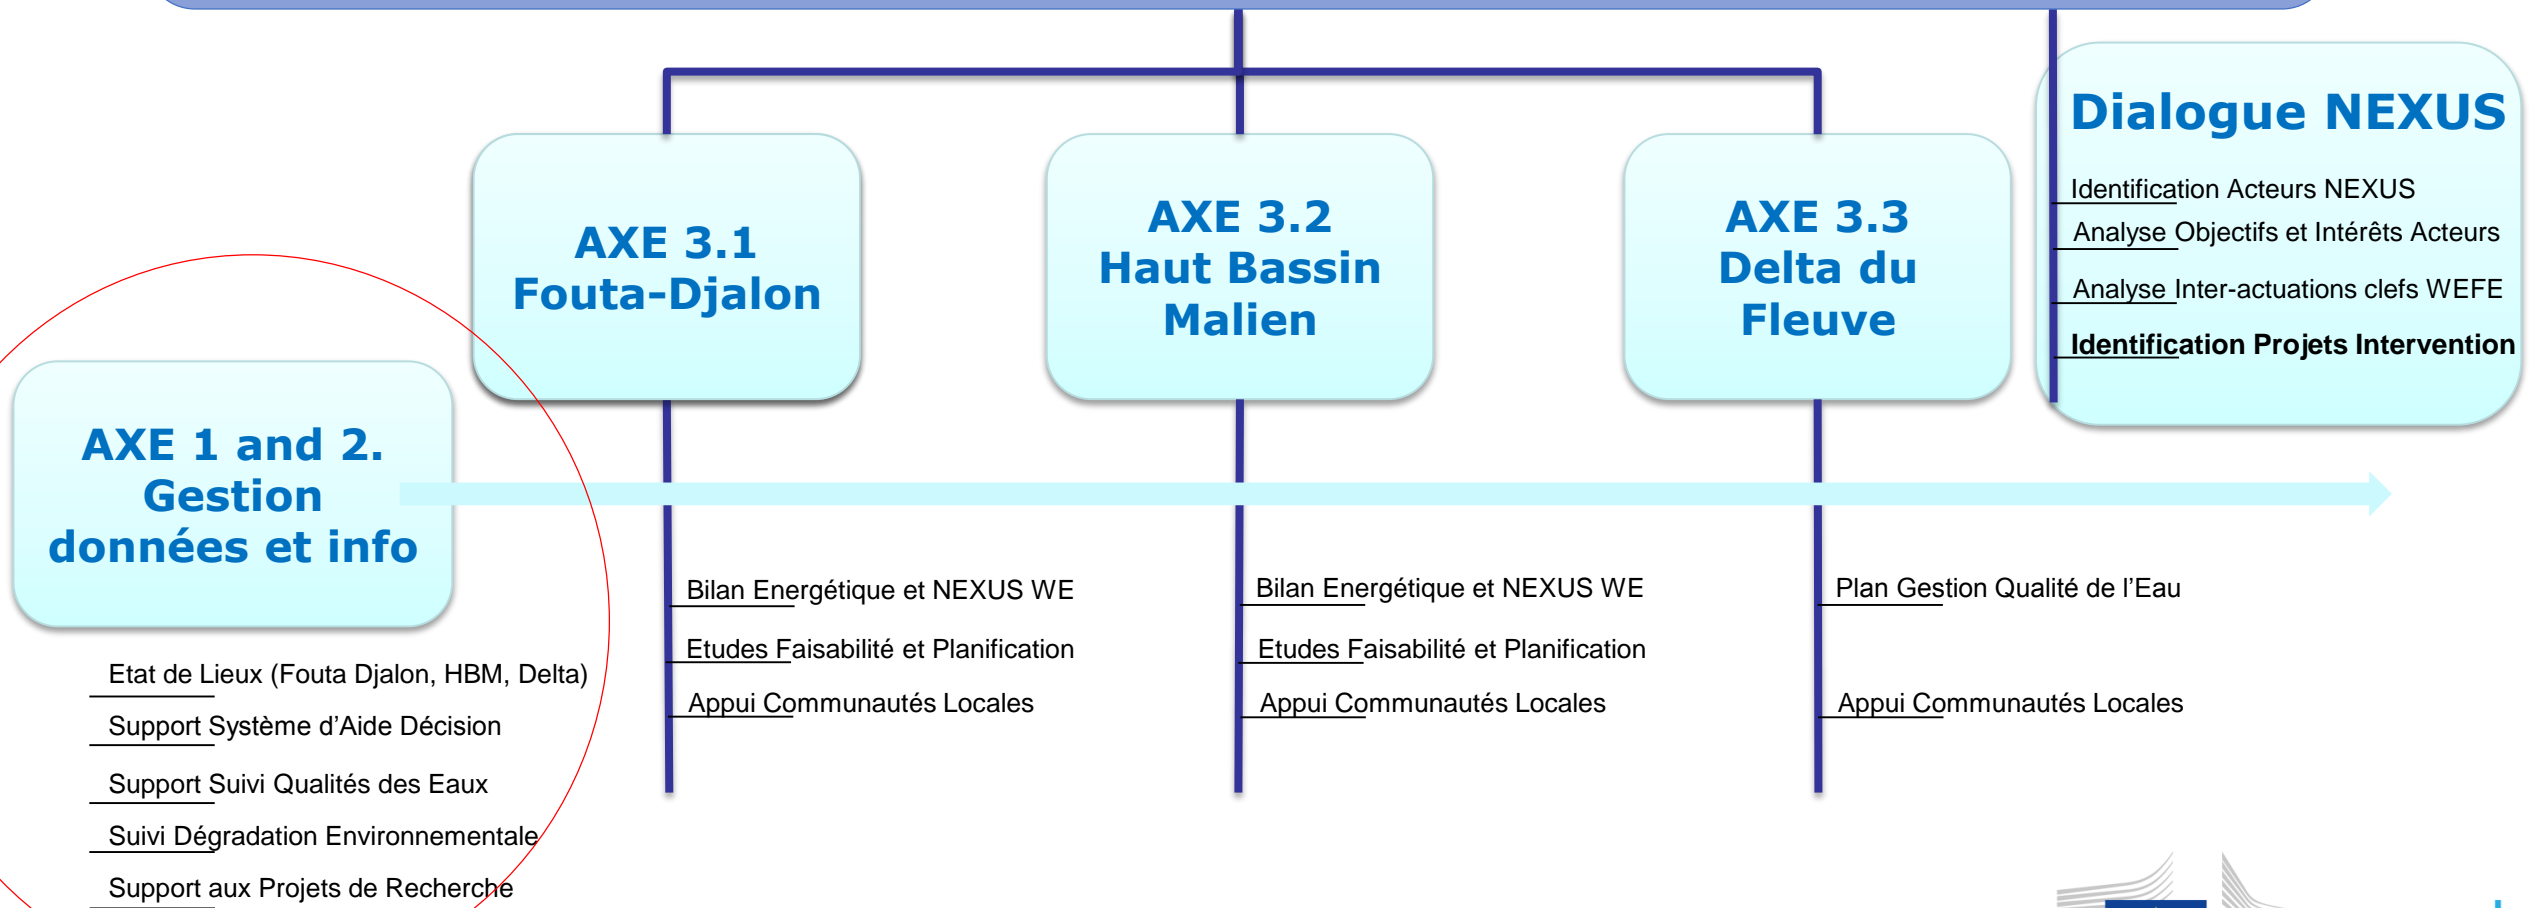 Dialogue NEXUS
Identification Acteurs NEXUS
Analyse Objectifs et Intérêts Acteurs
Analyse Inter-actuations clefs WEFE
Identification Projets Intervention
AXE 3.1
Fouta-Djalon
AXE 3.2
Haut Bassin
Malien
AXE 3.3
Delta du
Fleuve
AXE 1 and 2.
Gestion
données et info
Etat de Lieux (Fouta Djalon, HBM, Delta)
Support Système d’Aide Décision
Support Suivi Qualités des Eaux
Suivi Dégradation Environnementale
Support aux Projets de Recherche
Bilan Energétique et NEXUS WE
Etudes Faisabilité et Planification
Appui Communautés Locales
Bilan Energétique et NEXUS WE
Etudes Faisabilité et Planification
Appui Communautés Locales
Plan Gestion Qualité de l’Eau
Appui Communautés Locales